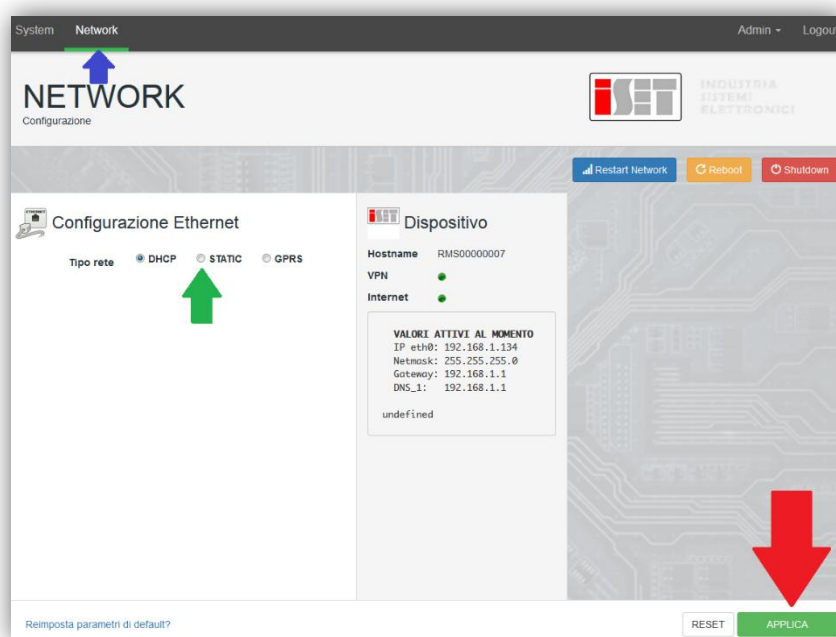 System Network Admin Logout
NETWORK
Configurazione
iSET
INDUSTRIA
SISTEMI
ELETTRONICI
Restart Network Reboot Shutdown
Configurazione Ethernet
Tipo rete DHCP STATIC GPRS
iSET Dispositivo
Hostname RMS00000007
VPN
Internet
VALORI ATTIVI AL MOMENTO
IP eth0: 192.168.1.134
Netmask: 255.255.255.0
Gateway: 192.168.1.1
DNS_1: 192.168.1.1
undefined
Reimposta parametri di default?
RESET APPLICA